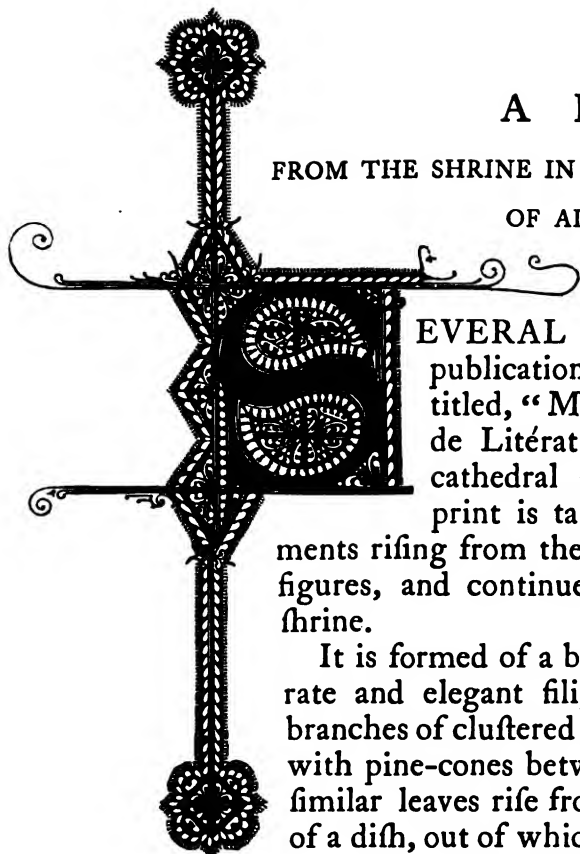 A
FROM THE SHRINE IN
OF AI
SEVERAL
publication
titled, “M
de Litérat
cathedral
print is ta
ments riſing from the
figures, and continue
ſhrine.
It is formed of a b
rate and elegant fili
branches of cluſtered
with pine-cones betw
ſimilar leaves riſe fro
of a diſh, out of whic